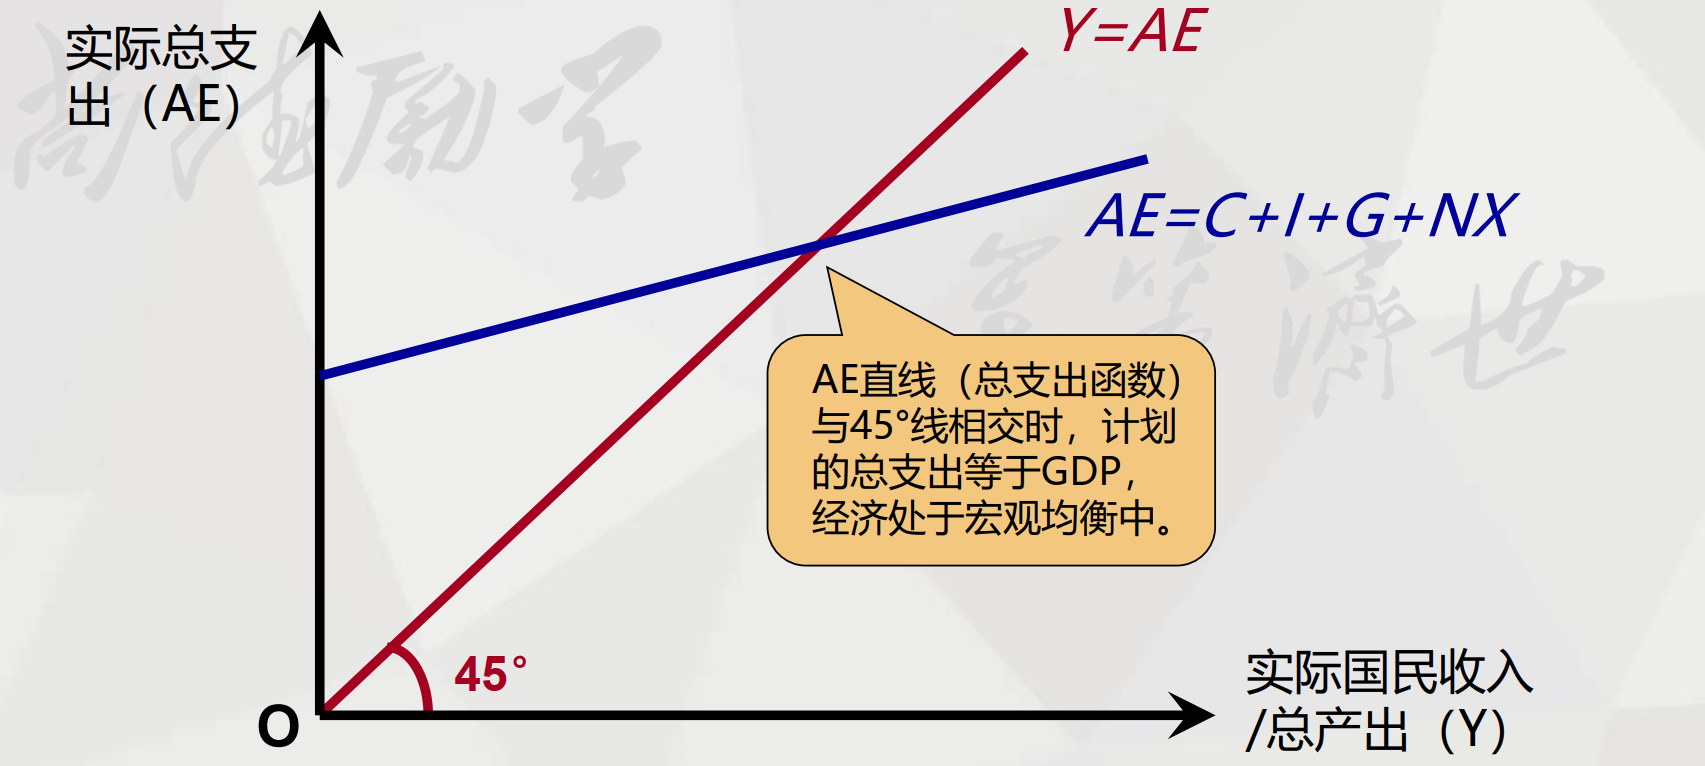 实际总支
出（AE）
Y=AE
AE=C+I+G+NX
AE直线（总支出函数）
与45°线相交时，计划
的总支出等于GDP，
经济处于宏观均衡中。
45°
O
实际国民收入
/总产出（Y）